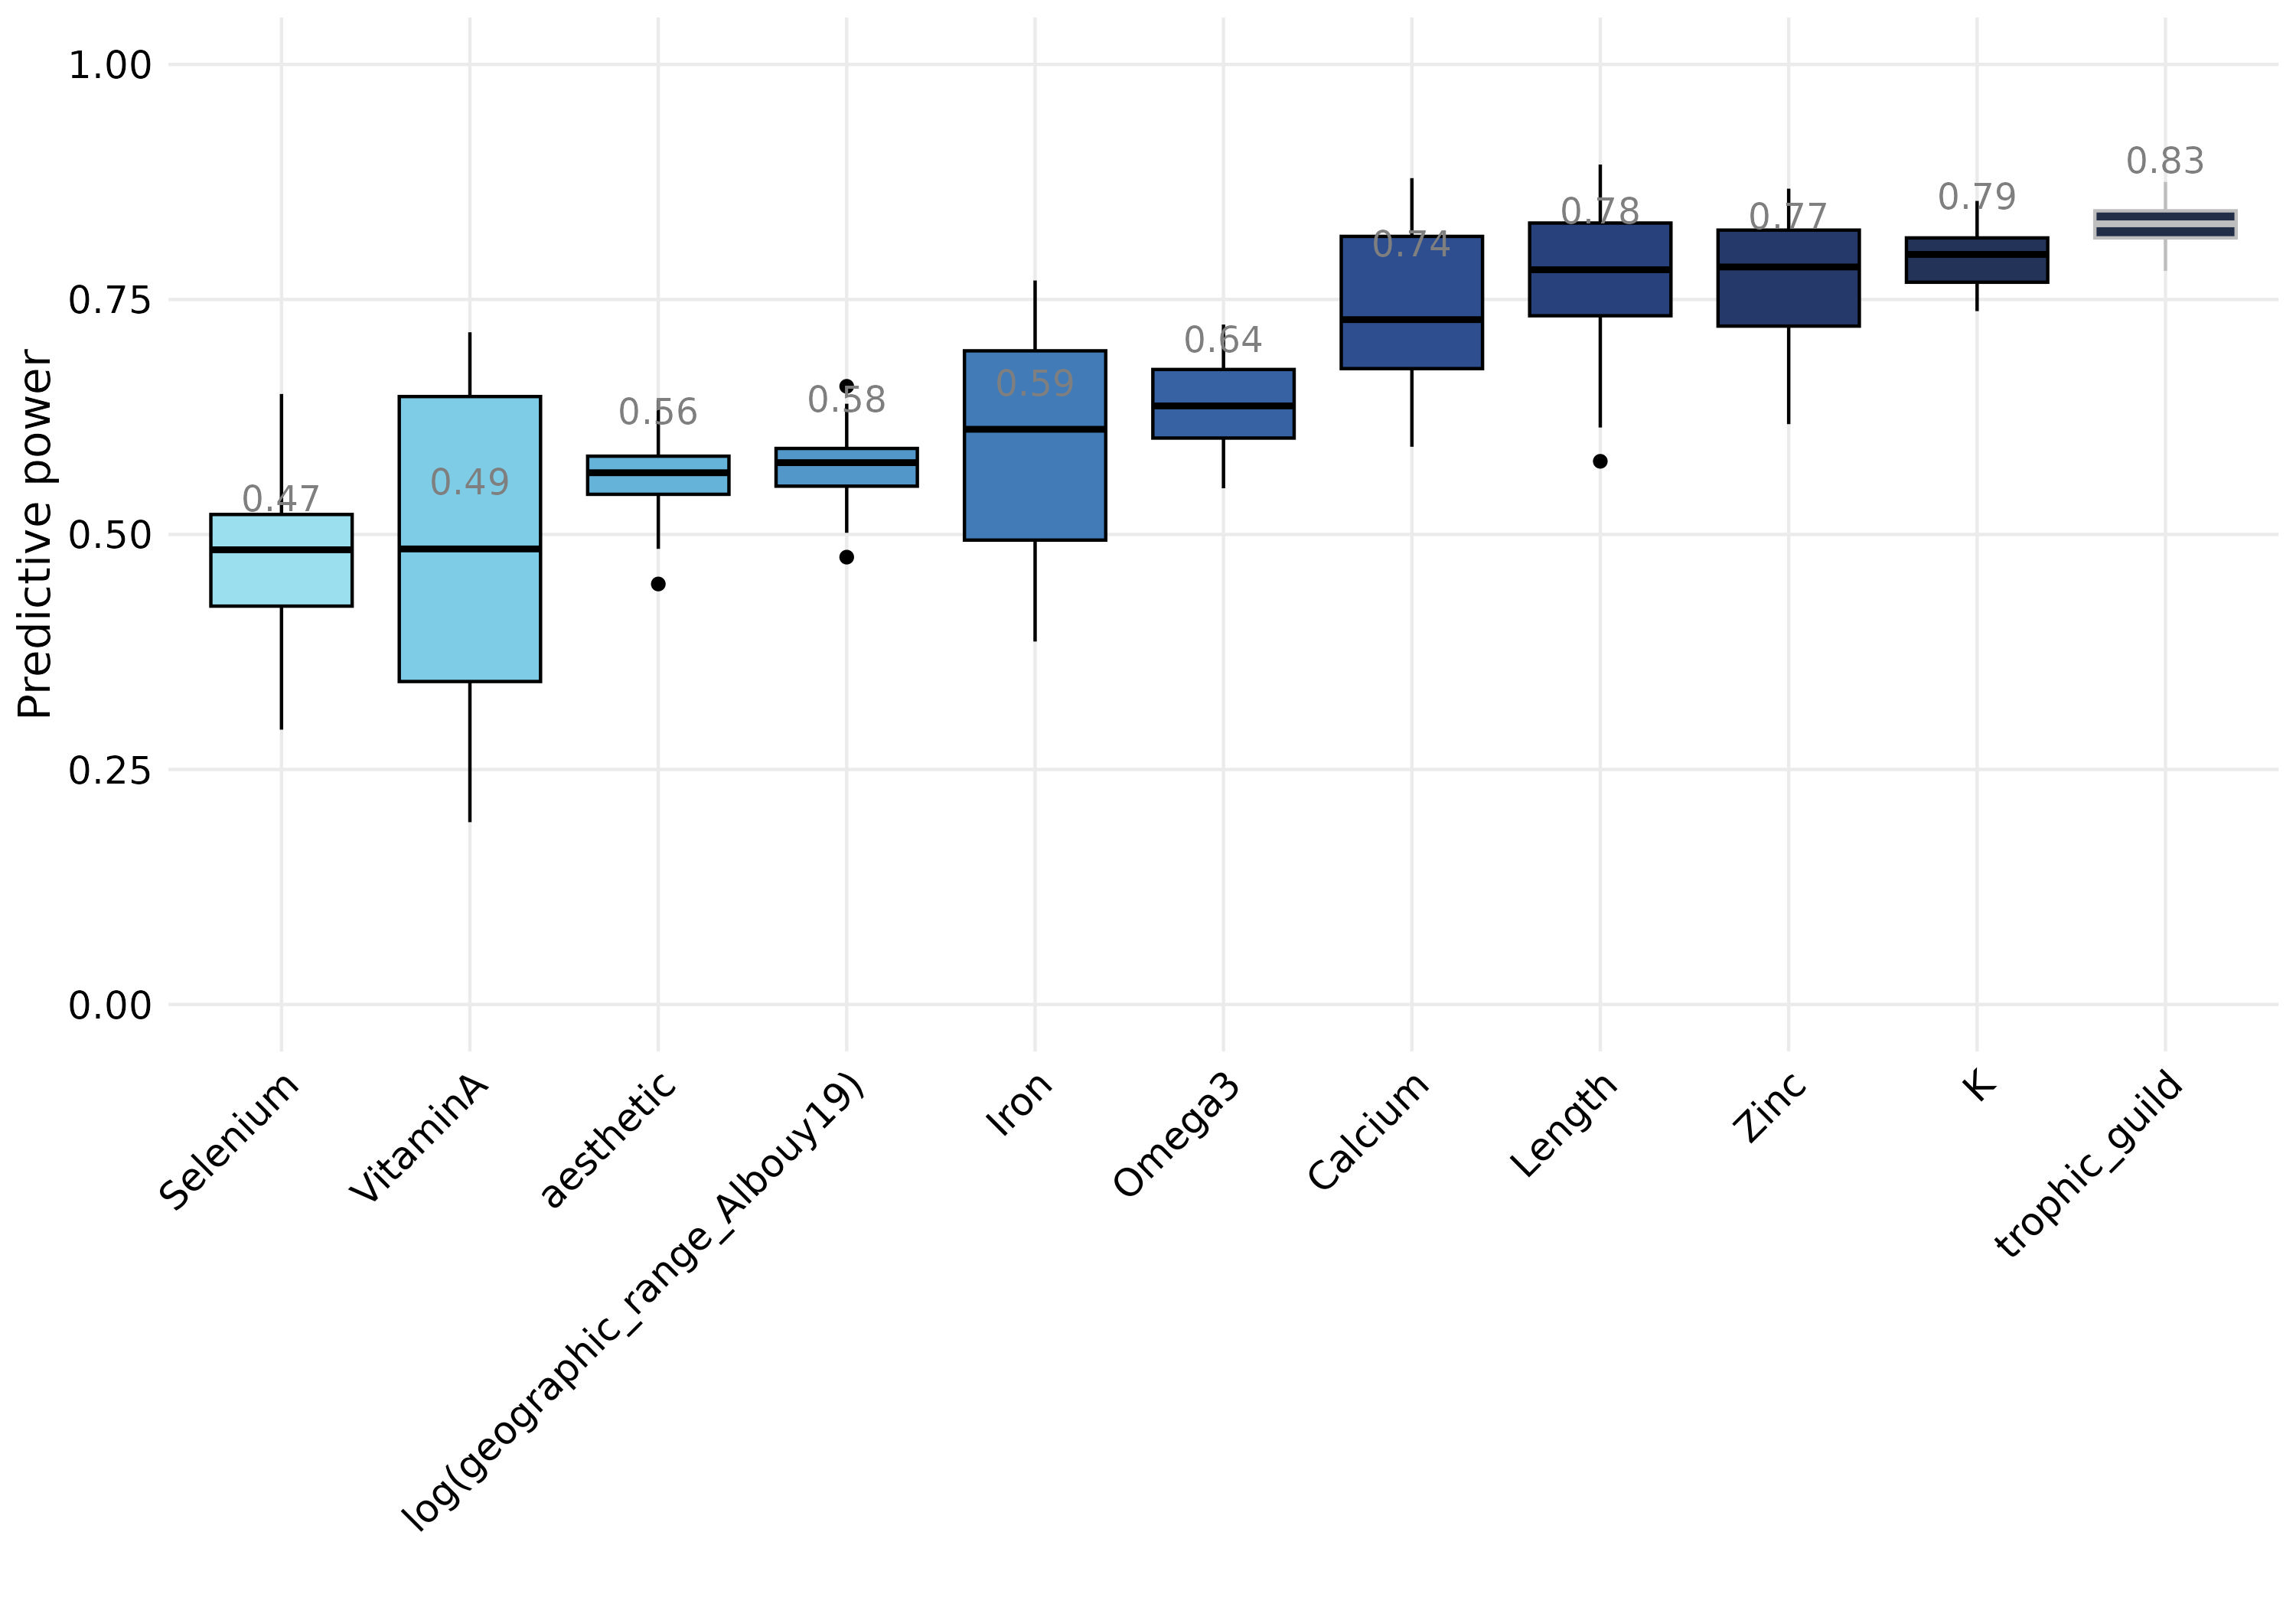 Predictive power
1.00
0.75
0.50
0.25
0.00
0.47
0.49
0.56
0.58
0.59
0.64
0.74
0.78
0.77
0.79
0.83
Selenium
VitaminA
aesthetic
log(geographic_range_Albouy19)
Iron
Omega3
Calcium
Length
Zinc
K
trophic_guild